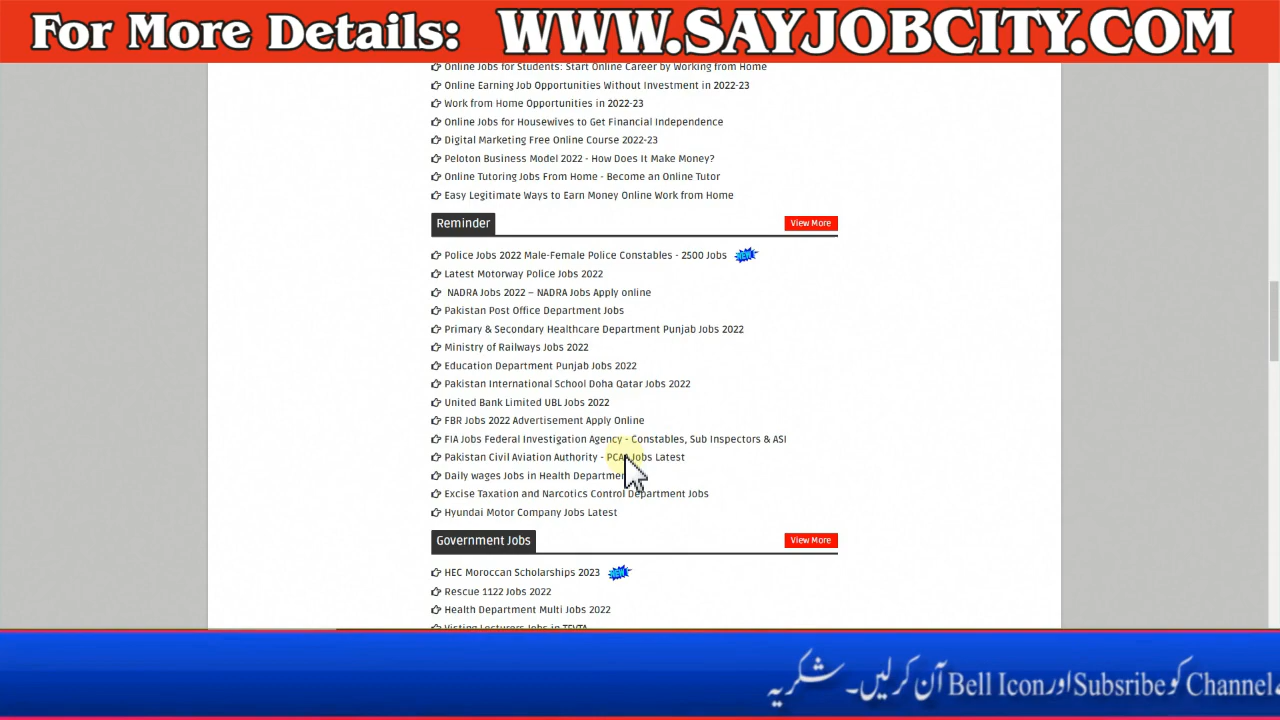 For More Details: WWW.SAYJOBCITY.COM
Online Jobs for Students: Start Online Career by Working from Home
Online Earning Job Opportunities Without Investment in 2022-23
Work from Home Opportunities in 2022-23
Online Jobs for Housewives to Get Financial Independence
Digital Marketing Free Online Course 2022-23
Peloton Business Model 2022 - How Does It Make Money?
Online Tutoring Jobs From Home - Become an Online Tutor
Easy Legitimate Ways to Earn Money Online Work from Home
Reminder View More
Police Jobs 2022 Male-Female Police Constables - 2500 Jobs NEW
Latest Motorway Police Jobs 2022
NADRA Jobs 2022 – NADRA Jobs Apply online
Pakistan Post Office Department Jobs
Primary & Secondary Healthcare Department Punjab Jobs 2022
Ministry of Railways Jobs 2022
Education Department Punjab Jobs 2022
Pakistan International School Doha Qatar Jobs 2022
United Bank Limited UBL Jobs 2022
FBR Jobs 2022 Advertisement Apply Online
FIA Jobs Federal Investigation Agency - Constables, Sub Inspectors & ASI
Pakistan Civil Aviation Authority - PCAA Jobs Latest
Daily wages Jobs in Health Department
Excise Taxation and Narcotics Control Department Jobs
Hyundai Motor Company Jobs Latest
Government Jobs View More
HEC Moroccan Scholarships 2023 NEW
Rescue 1122 Jobs 2022
Health Department Multi Jobs 2022
Visting Lecturers Jobs in TEVTA
Channel کو Subsribe اور Bell Icon آن کرلیں۔ شکریہ